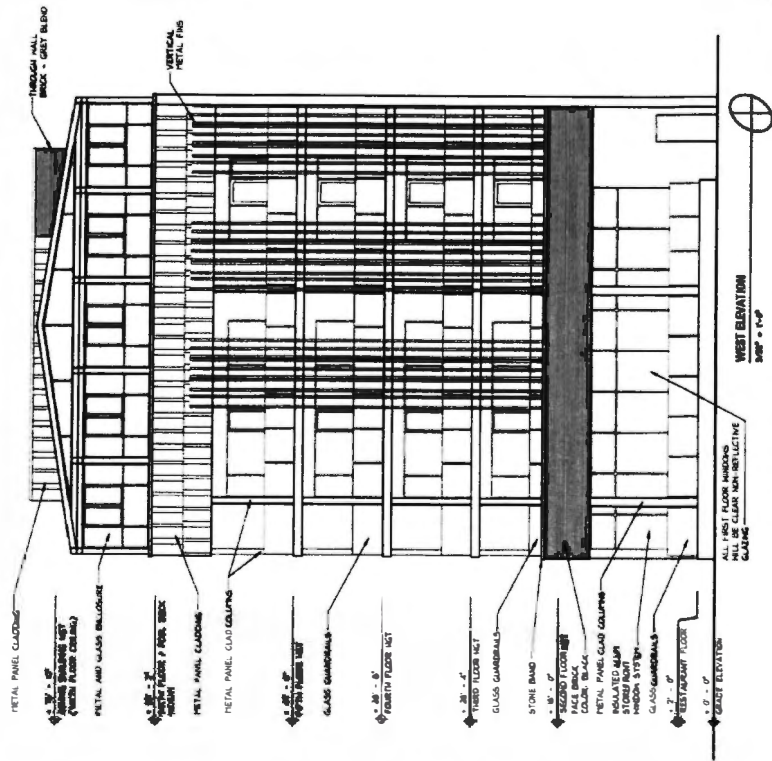 THROUGH WALL
BRICK - GREY BLEND
VERTICAL
METAL FINS
METAL PANEL CLADDING
METAL AND GLASS ENCLOSURE
METAL PANEL CLADDING
METAL PANEL CLAD COLUMNS
GLASS GUARDRAILS
FOURTH FLOOR HGT
THIRD FLOOR HGT
GLASS GUARDRAILS
STONE BAND
SECOND FLOOR HGT
FACE BRICK
COLOR: BLACK
METAL PANEL CLAD COLUMNS
INSULATED ALUM
STOREFRONT
WINDOW SYSTEM
GLASS GUARDRAILS
RESTAURANT FLOOR
+ 0' - 0"
GRADE ELEVATION
ALL FIRST FLOOR WINDOWS
WILL BE CLEAR NON-REFLECTIVE
GLAZING
WEST ELEVATION